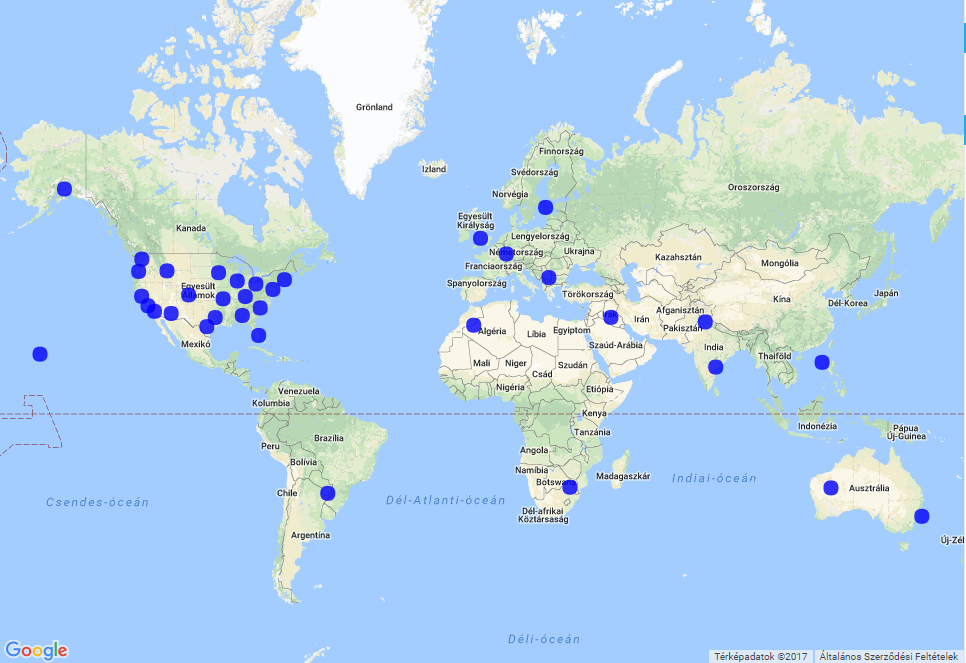 Grönland
Izland
Finnország
Svédország
Norvégia
Oroszország
Egyesült
Királyság
Kanada
Lengyelország
Németország
Ukrajna
Franciaország
Kazahsztán
Mongólia
Spanyolország
Egyesült
Államok
Törökország
Japán
Kína
Dél-Korea
Irak
Irán
Afganisztán
Pakisztán
Algéria
Líbia
Egyiptom
Mexikó
Szaúd-Arábia
India
Thaiföld
Mali
Niger
Csád
Szudán
Nigéria
Etiópia
Venezuela
Kolumbia
Kenya
Indonézia
Pápua
Új-Guinea
Tanzánia
Brazília
Peru
Angola
Bolívia
Namíbia
Botswana
Madagaszkár
Indiai-óceán
Chile
Ausztrália
Csendes-óceán
Dél-Atlanti-óceán
Dél-afrikai
Köztársaság
Argentína
Új-Zél
Déli-óceán
Google
Térképadatok ©2017
Általános Szerződési Feltételek